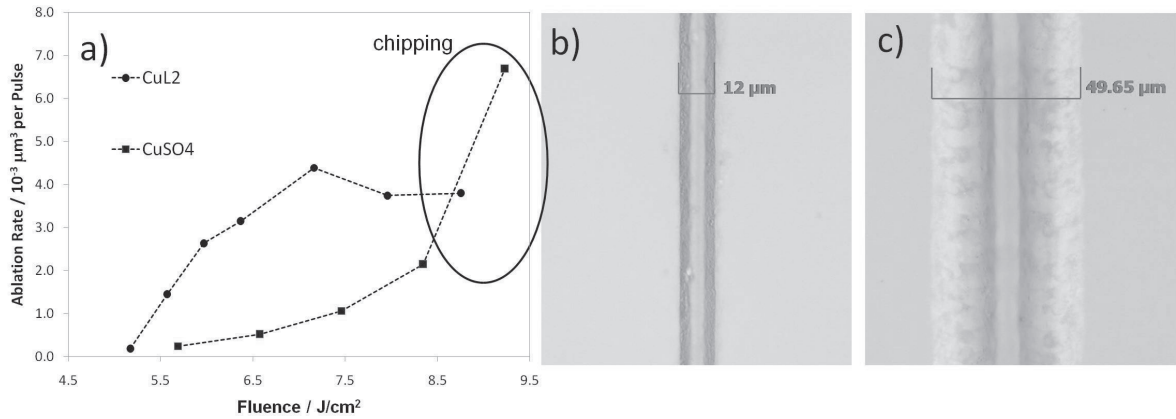 a)
chipping
CuL2
CuSO4
8.0
7.0
6.0
5.0
4.0
3.0
2.0
1.0
0.0
Ablation Rate / 10⁻³ µm³ per Pulse
4.5 5.5 6.5 7.5 8.5 9.5
Fluence / J/cm²
b)
12 µm
c)
49.65 µm